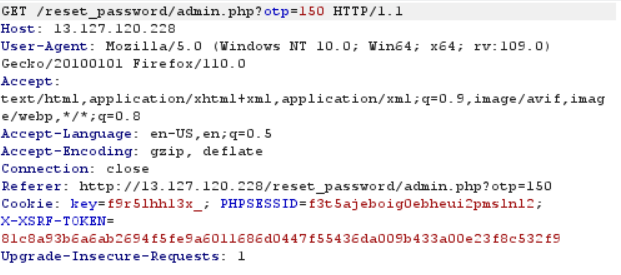 GET /reset_password/admin.php?otp=150 HTTP/1.1
Host: 13.127.120.228
User-Agent: Mozilla/5.0 (Windows NT 10.0; Win64; x64; rv:109.0)
Gecko/20100101 Firefox/110.0
Accept:
text/html,application/xhtml+xml,application/xml;q=0.9,image/avif,imag
e/webp,*/*;q=0.8
Accept-Language: en-US,en;q=0.5
Accept-Encoding: gzip, deflate
Connection: close
Referer: http://13.127.120.228/reset_password/admin.php?otp=150
Cookie: key=f9r5lhhl3x_; PHPSESSID=f3t5ajeboig0ebheui2pmslnl2;
X-XSRF-TOKEN=
81c8a93b6a6ab2694f5fe9a6011686d0447f55436da009b433a00e23f8c532f9
Upgrade-Insecure-Requests: 1